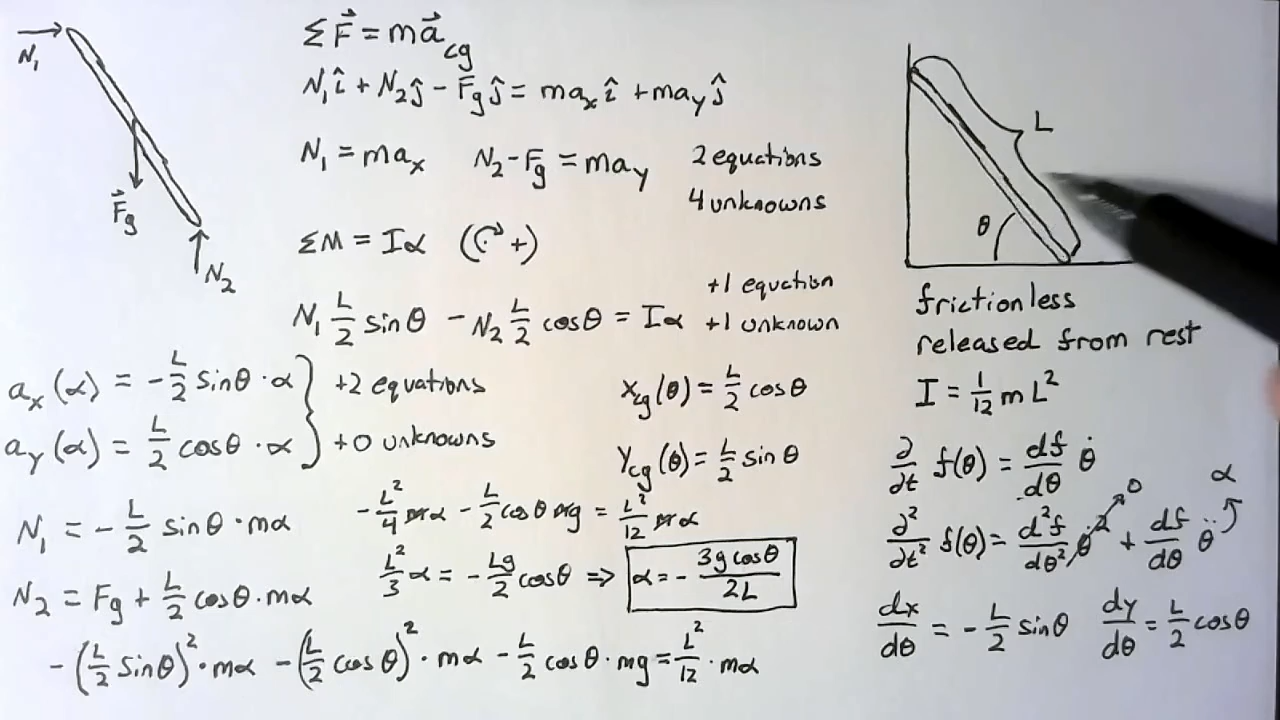 N₁
F⃗g
N₂
ΣF⃗ = ma⃗cg
N₁î + N₂ĵ - Fgĵ = maₓî + mayĵ
N₁ = maₓ N₂ - Fg = may
2 equations
4 unknowns
ΣM = Iα (↷ +)
N₁ L/2 sinθ - N₂ L/2 cosθ = Iα
+1 equation
+1 unknown
aₓ(α) = -L/2 sinθ·α
ay(α) = L/2 cosθ·α
+2 equations
+0 unknowns
xcg(θ) = L/2 cosθ
Ycg(θ) = L/2 sinθ
N₁ = -L/2 sinθ·mα
N₂ = Fg + L/2 cosθ·mα
-L²/4 mα - L/2 cosθ mg = L²/12 mα
L²/3 α = -Lg/2 cosθ ⇒ α = - 3g cosθ / 2L
-(L/2 sinθ)²·mα - (L/2 cosθ)²·mα - L/2 cosθ·mg = L²/12·mα
L
θ
frictionless
released from rest
I = 1/12 mL²
∂/∂t f(θ) = df/dθ θ̇
∂²/∂t² f(θ) = d²f/dθ² θ̇² 0 + df/dθ θ̈ α
dx/dθ = -L/2 sinθ dy/dθ = L/2 cosθ